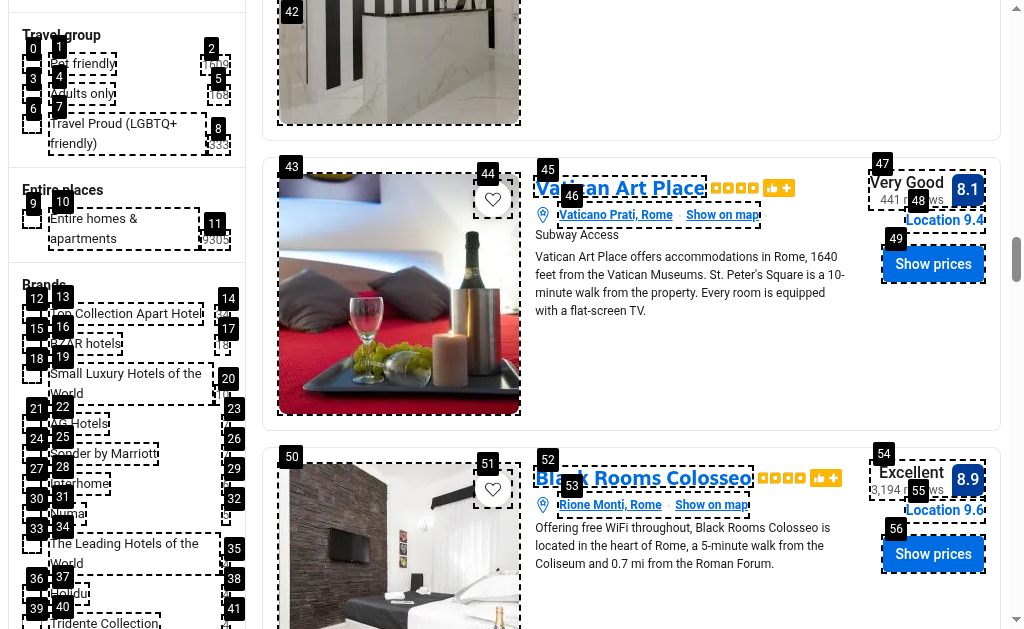 Travel group
0 1 2
Pet friendly 1609
3 4 5
Adults only 168
6 7
Travel Proud (LGBTQ+
friendly) 333
8
Entire places
9 10
Entire homes &
apartments 9305
11
Brands
12 13 14
Top Collection Apart Hotel
15 16 17
BZAR hotels 18
18 19
Small Luxury Hotels of the
World
20
21 22 23
AG Hotels
24 25 26
Sonder by Marriott
27 28 29
Interhome
30 31 32
Numa
33 34
The Leading Hotels of the
World
35
36 37 38
Holidu
39 40 41
Tridente Collection
42
43 44
45
Vatican Art Place
46
Vaticano Prati, Rome Show on map
Subway Access
Vatican Art Place offers accommodations in Rome, 1640
feet from the Vatican Museums. St. Peter's Square is a 10-
minute walk from the property. Every room is equipped
with a flat-screen TV.
47
Very Good 8.1
441 reviews
48
Location 9.4
49
Show prices
50 51
52
Black Rooms Colosseo
53
Rione Monti, Rome Show on map
Offering free WiFi throughout, Black Rooms Colosseo is
located in the heart of Rome, a 5-minute walk from the
Coliseum and 0.7 mi from the Roman Forum.
54
Excellent 8.9
3,194 reviews
55
Location 9.6
56
Show prices